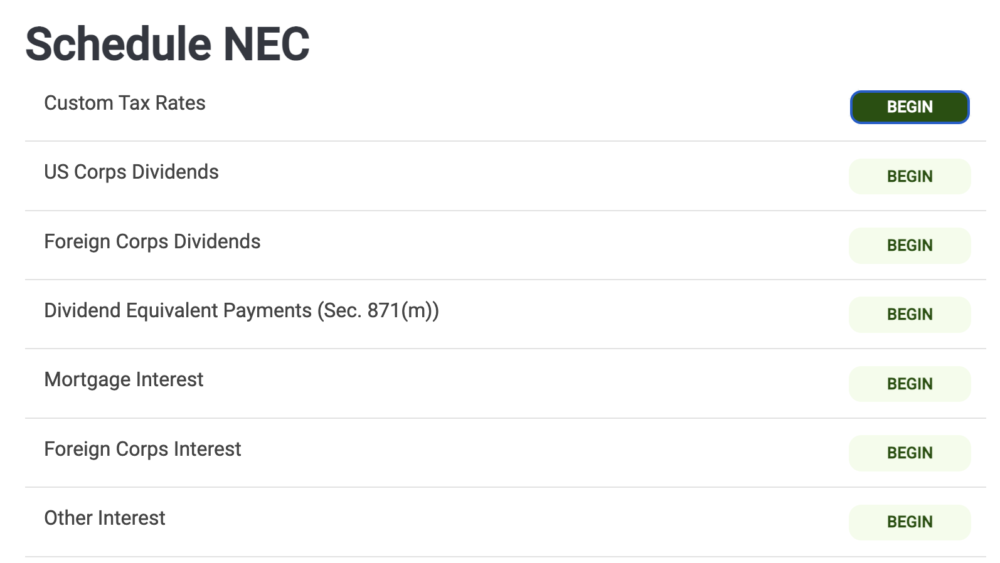 Schedule NEC
Custom Tax Rates BEGIN
US Corps Dividends BEGIN
Foreign Corps Dividends BEGIN
Dividend Equivalent Payments (Sec. 871(m)) BEGIN
Mortgage Interest BEGIN
Foreign Corps Interest BEGIN
Other Interest BEGIN